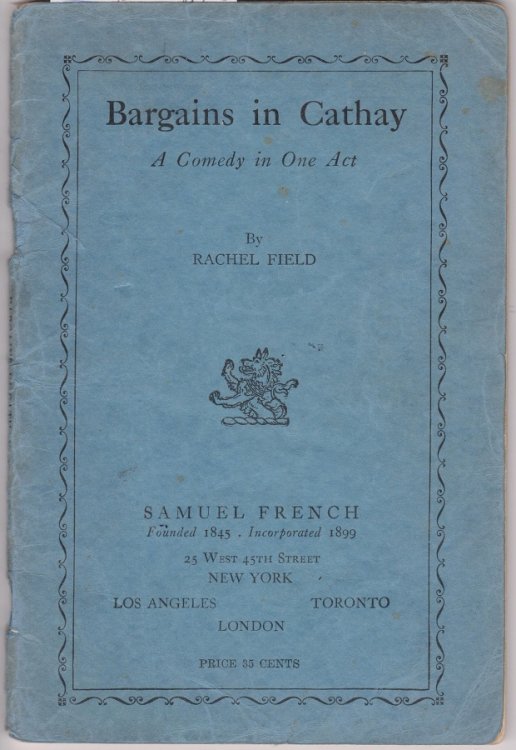 Bargains in Cathay
A Comedy in One Act
By
RACHEL FIELD
SAMUEL FRENCH
Founded 1845 . Incorporated 1899
25 WEST 45TH STREET
NEW YORK
LOS ANGELES TORONTO
LONDON
PRICE 35 CENTS